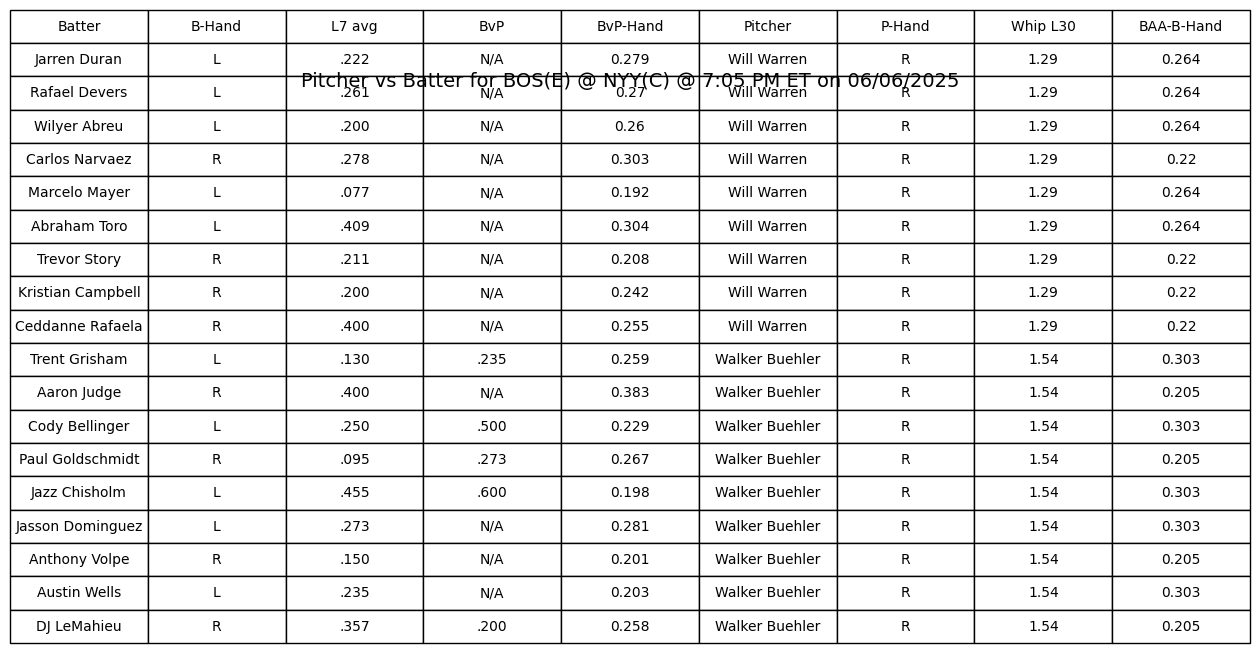 Batter B-Hand L7 avg BvP BvP-Hand Pitcher P-Hand Whip L30 BAA-B-Hand
Jarren Duran L .222 N/A 0.279 Will Warren R 1.29 0.264
Pitcher vs Batter for BOS(E) @ NYY(C) @ 7:05 PM ET on 06/06/2025
Rafael Devers L .261 N/A 0.27 Will Warren R 1.29 0.264
Wilyer Abreu L .200 N/A 0.26 Will Warren R 1.29 0.264
Carlos Narvaez R .278 N/A 0.303 Will Warren R 1.29 0.22
Marcelo Mayer L .077 N/A 0.192 Will Warren R 1.29 0.264
Abraham Toro L .409 N/A 0.304 Will Warren R 1.29 0.264
Trevor Story R .211 N/A 0.208 Will Warren R 1.29 0.22
Kristian Campbell R .200 N/A 0.242 Will Warren R 1.29 0.22
Ceddanne Rafaela R .400 N/A 0.255 Will Warren R 1.29 0.22
Trent Grisham L .130 .235 0.259 Walker Buehler R 1.54 0.303
Aaron Judge R .400 N/A 0.383 Walker Buehler R 1.54 0.205
Cody Bellinger L .250 .500 0.229 Walker Buehler R 1.54 0.303
Paul Goldschmidt R .095 .273 0.267 Walker Buehler R 1.54 0.205
Jazz Chisholm L .455 .600 0.198 Walker Buehler R 1.54 0.303
Jasson Dominguez L .273 N/A 0.281 Walker Buehler R 1.54 0.303
Anthony Volpe R .150 N/A 0.201 Walker Buehler R 1.54 0.205
Austin Wells L .235 N/A 0.203 Walker Buehler R 1.54 0.303
DJ LeMahieu R .357 .200 0.258 Walker Buehler R 1.54 0.205